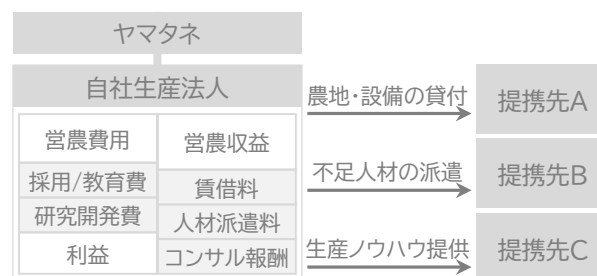 ヤマタネ
自社生産法人
営農費用
採用/教育費
研究開発費
利益
営農収益
賃借料
人材派遣料
コンサル報酬
農地・設備の貸付
提携先A
不足人材の派遣
提携先B
生産ノウハウ提供
提携先C